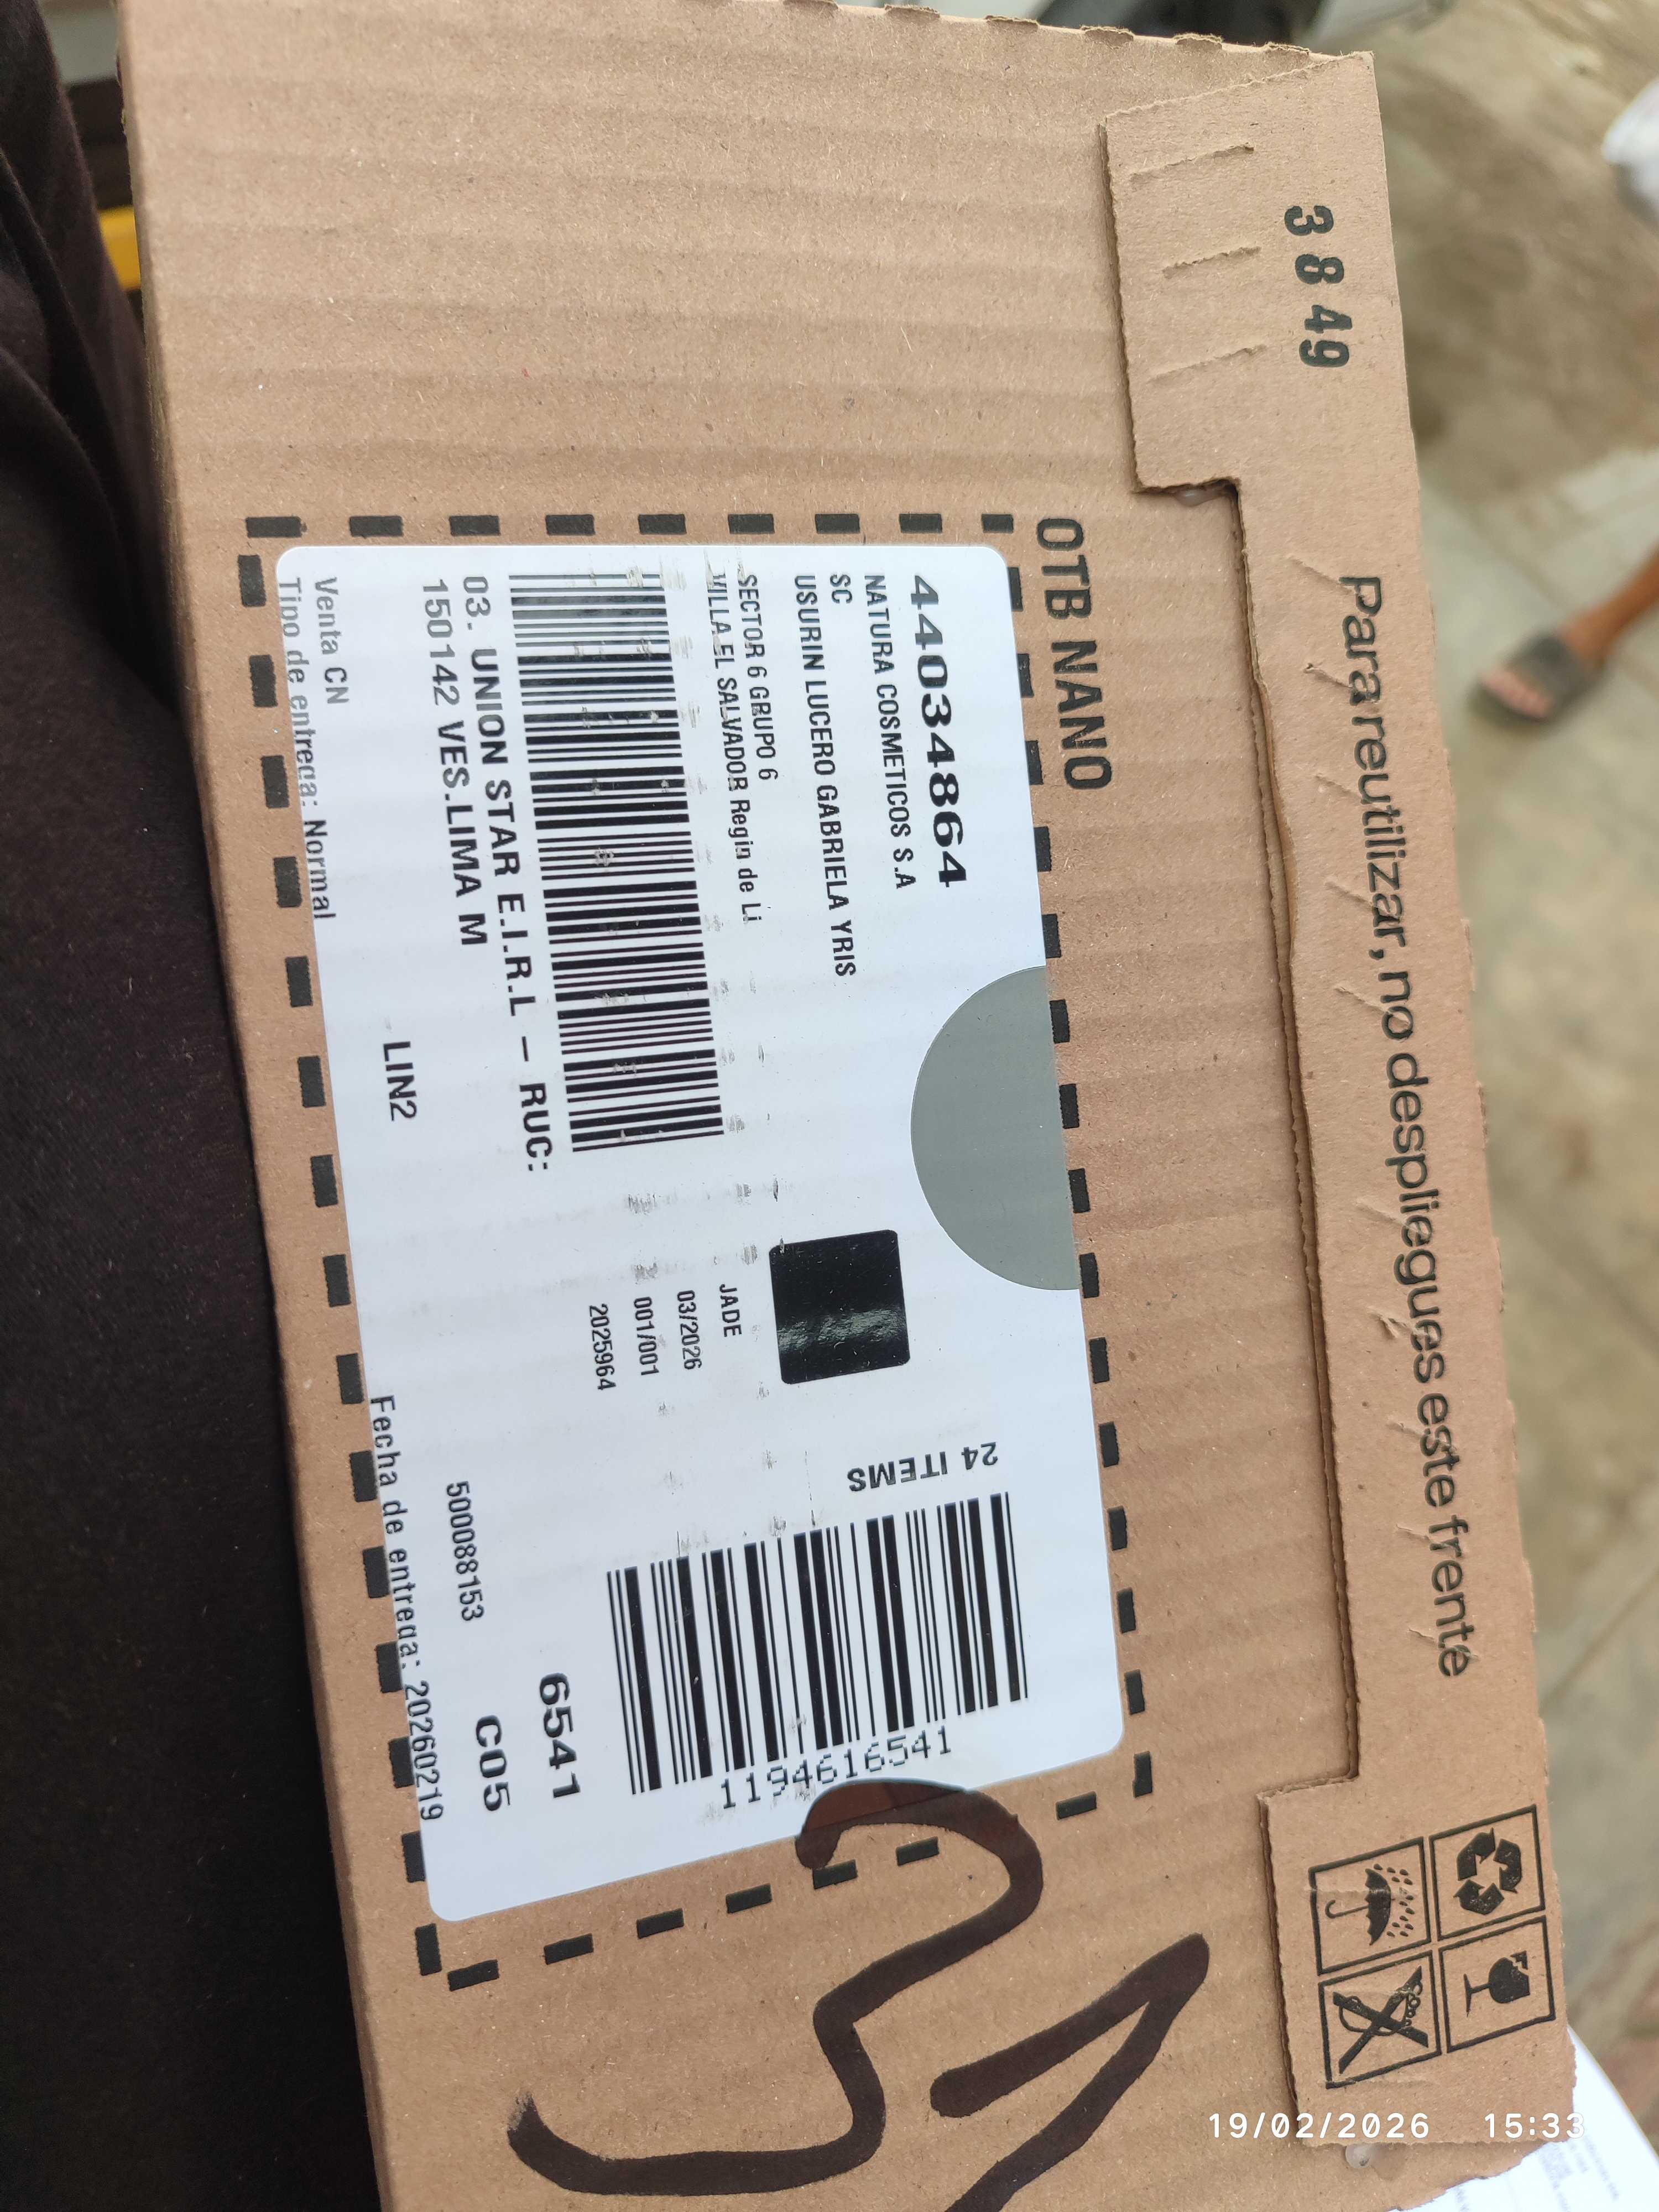 3 8 49
Para reutilizar, no despliegues este frente
OTB NANO
44034864
NATURA COSMETICOS S.A
SC
USURIN LUCERO GABRIELA YRIS
SECTOR 6 GRUPO 6
VILLA EL SALVADOR Regin de Li
03. UNION STAR E.I.R.L – RUC:
150142 VES.LIMA M
LIN2
Venta CN
Tipo de entrega: Normal
JADE
03/2026
001/001
2025964
24 ITEMS
1194616541
6541
C05
500088153
Fecha de entrega: 20260219
19/02/2026 15:33